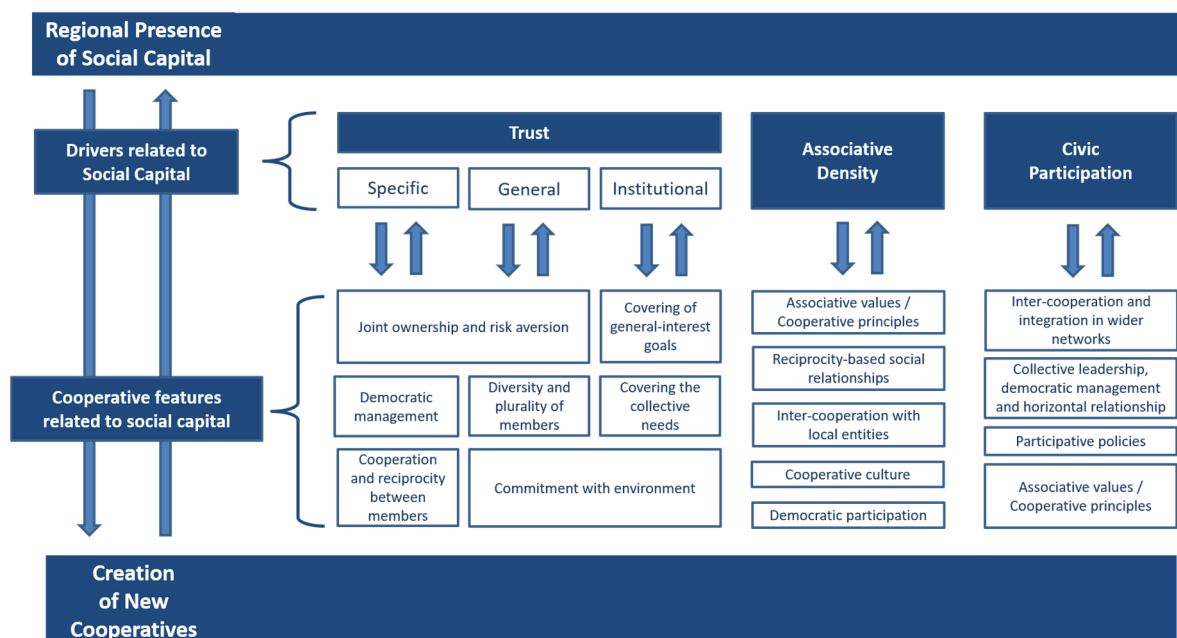 Regional Presence
of Social Capital
Drivers related to
Social Capital
Trust
Specific
General
Institutional
Associative
Density
Civic
Participation
Cooperative features
related to social capital
Joint ownership and risk aversion
Covering of
general-interest
goals
Democratic
management
Diversity and
plurality of
members
Covering the
collective
needs
Cooperation
and reciprocity
between
members
Commitment with environment
Associative values /
Cooperative principles
Reciprocity-based social
relationships
Inter-cooperation with
local entities
Cooperative culture
Democratic participation
Inter-cooperation and
integration in wider
networks
Collective leadership,
democratic management
and horizontal relationship
Participative policies
Associative values /
Cooperative principles
Creation
of New
Cooperatives